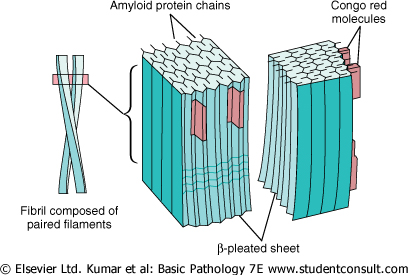 Amyloid protein chains
Congo red
molecules
Fibril composed of
paired filaments
β-pleated sheet
© Elsevier Ltd. Kumar et al: Basic Pathology 7E www.studentconsult.com